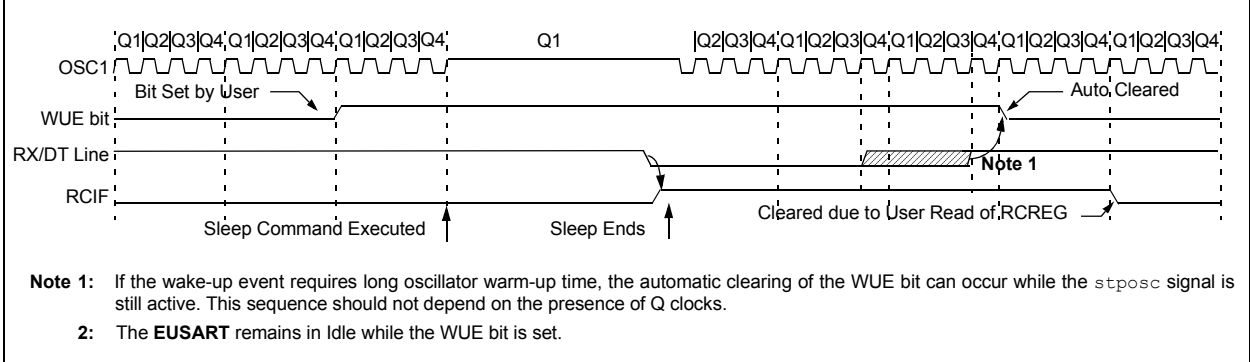 Q1 Q2 Q3 Q4 Q1 Q2 Q3 Q4 Q1 Q2 Q3 Q4 Q1 Q2 Q3 Q4 Q1 Q2 Q3 Q4 Q1 Q2 Q3 Q4 Q1 Q2 Q3 Q4 Q1 Q2 Q3 Q4
OSC1
Bit Set by User
Auto Cleared
WUE bit
RX/DT Line
Note 1
RCIF
Cleared due to User Read of RCREG
Sleep Command Executed
Sleep Ends
Note 1: If the wake-up event requires long oscillator warm-up time, the automatic clearing of the WUE bit can occur while the stposc signal is
still active. This sequence should not depend on the presence of Q clocks.
2: The EUSART remains in Idle while the WUE bit is set.